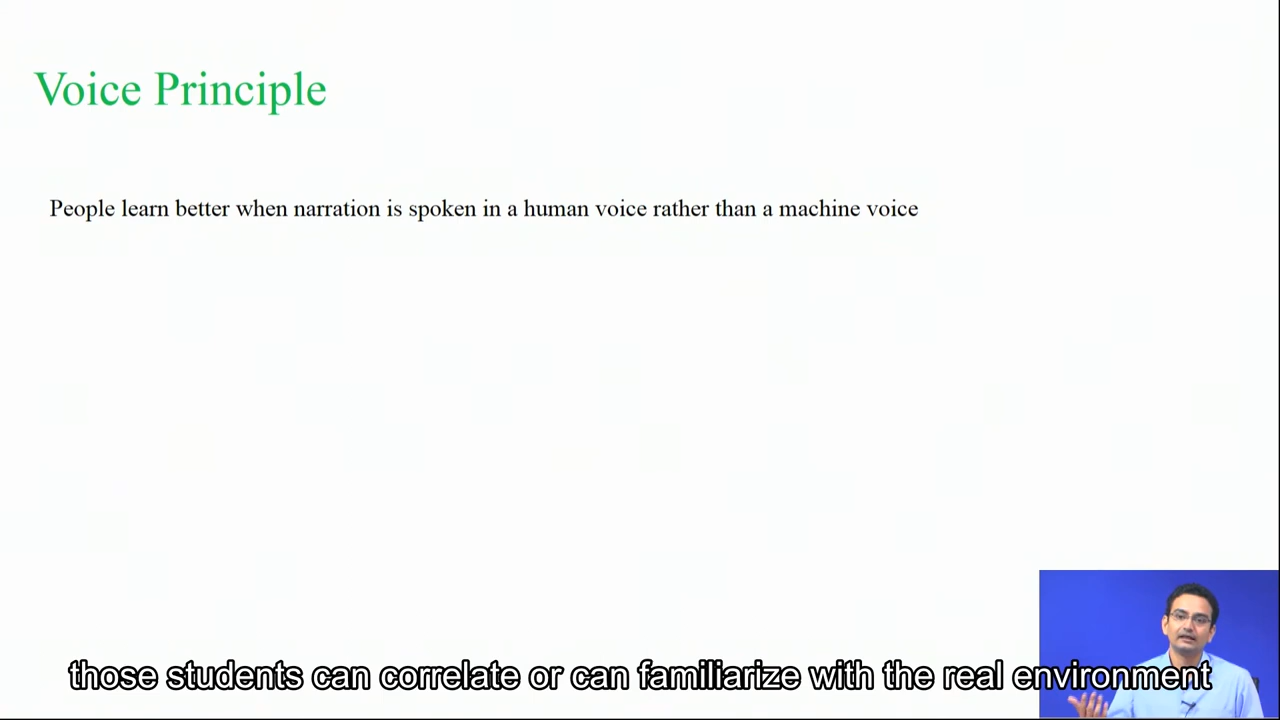 Voice Principle
People learn better when narration is spoken in a human voice rather than a machine voice
those students can correlate or can familiarize with the real environment